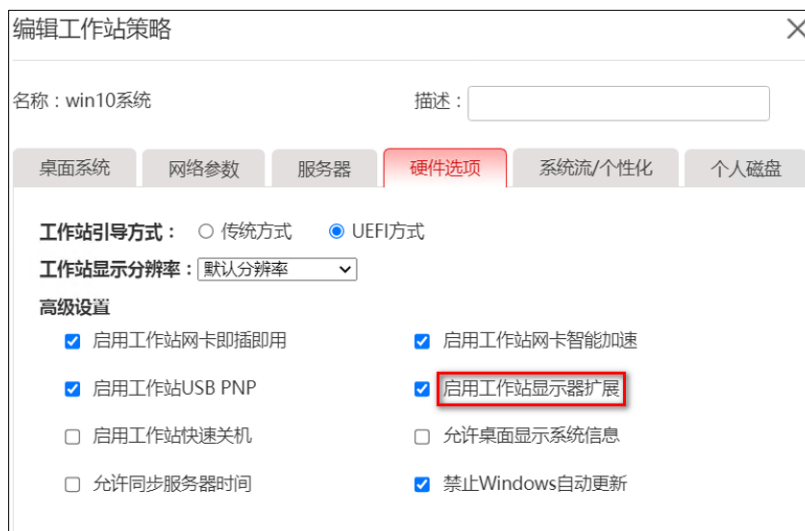 编辑工作站策略
名称：win10系统 描述：
桌面系统 网络参数 服务器 硬件选项 系统流/个性化 个人磁盘
工作站引导方式： 传统方式 UEFI方式
工作站显示分辨率： 默认分辨率
高级设置
启用工作站网卡即插即用 启用工作站网卡智能加速
启用工作站USB PNP 启用工作站显示器扩展
启用工作站快速关机 允许桌面显示系统信息
允许同步服务器时间 禁止Windows自动更新